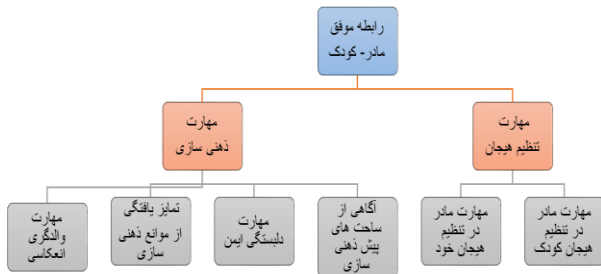 رابطه موفق
مادر- کودک
مهارت
تنظیم هیجان
مهارت
ذهنی سازی
مهارت مادر
در تنظیم
هیجان کودک
مهارت مادر
در تنظیم
هیجان خود
آگاهی از
ساحت های
پیش ذهنی
سازی
مهارت
دلبستگی ایمن
تمایز یافتگی
از موانع ذهنی
سازی
مهارت
والدگری
انعکاسی